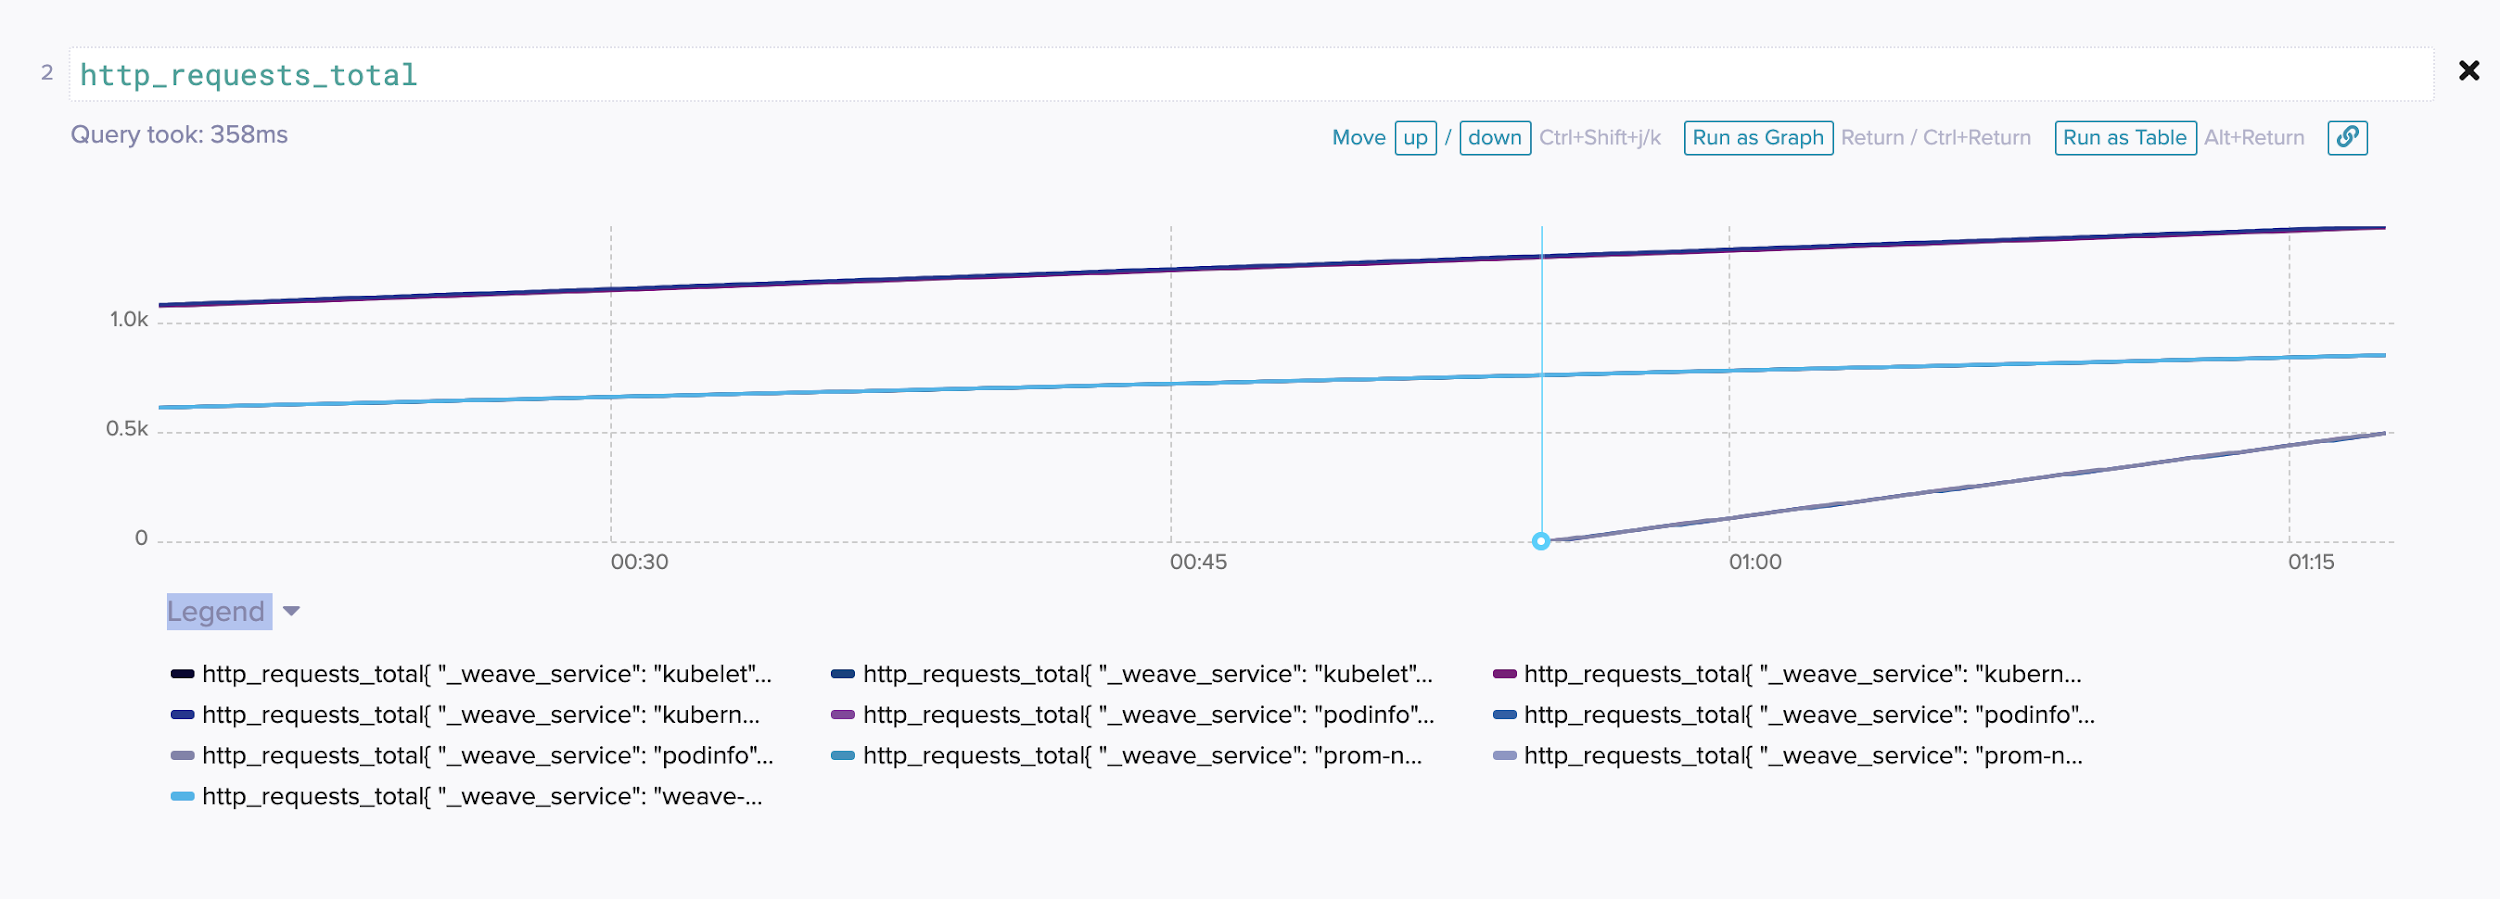 2
http_requests_total
Query took: 358ms
Move up / down Ctrl+Shift+j/k Run as Graph Return / Ctrl+Return Run as Table Alt+Return
1.0k
0.5k
0
00:30 00:45 01:00 01:15
Legend
http_requests_total{ "_weave_service": "kubelet"... http_requests_total{ "_weave_service": "kubelet"... http_requests_total{ "_weave_service": "kubern...
http_requests_total{ "_weave_service": "kubern... http_requests_total{ "_weave_service": "podinfo"... http_requests_total{ "_weave_service": "podinfo"...
http_requests_total{ "_weave_service": "podinfo"... http_requests_total{ "_weave_service": "prom-n... http_requests_total{ "_weave_service": "prom-n...
http_requests_total{ "_weave_service": "weave-...